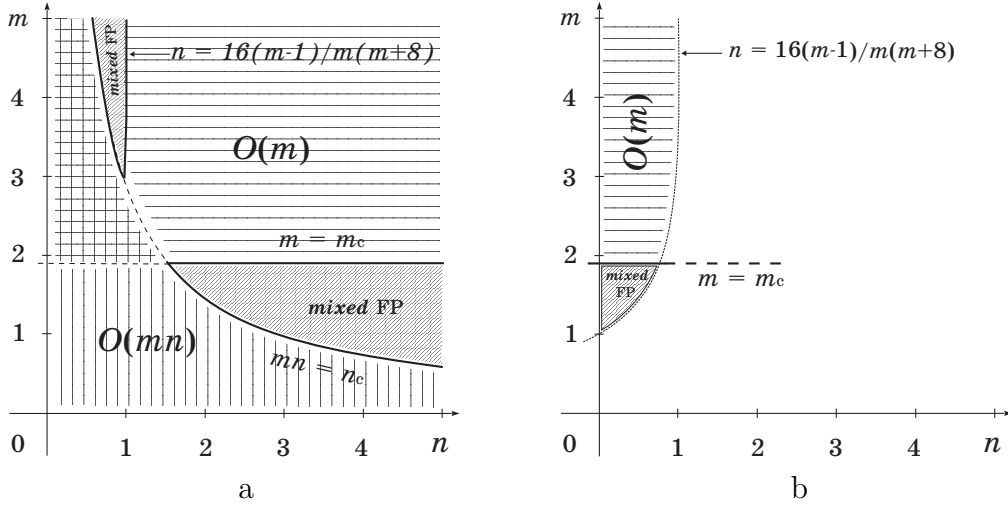 m
mixed FP
n = 16(m-1)/m(m+8)
4
O(m)
3
m = mc
2
mixed FP
O(mn)
1
mn = nc
0
1
2
3
4
n
a
m
n = 16(m-1)/m(m+8)
4
O(m)
3
2
mixed
FP
m = mc
1
0
1
2
3
4
n
b